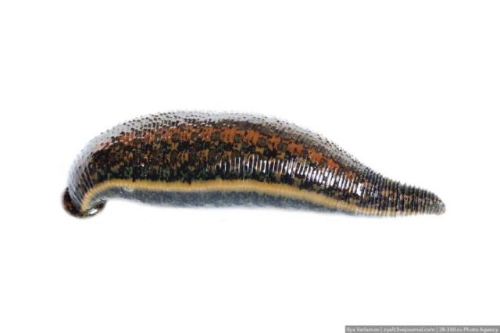 Ilya Varlamov | zyalt.livejournal.com | 28-300.ru Photo Agency